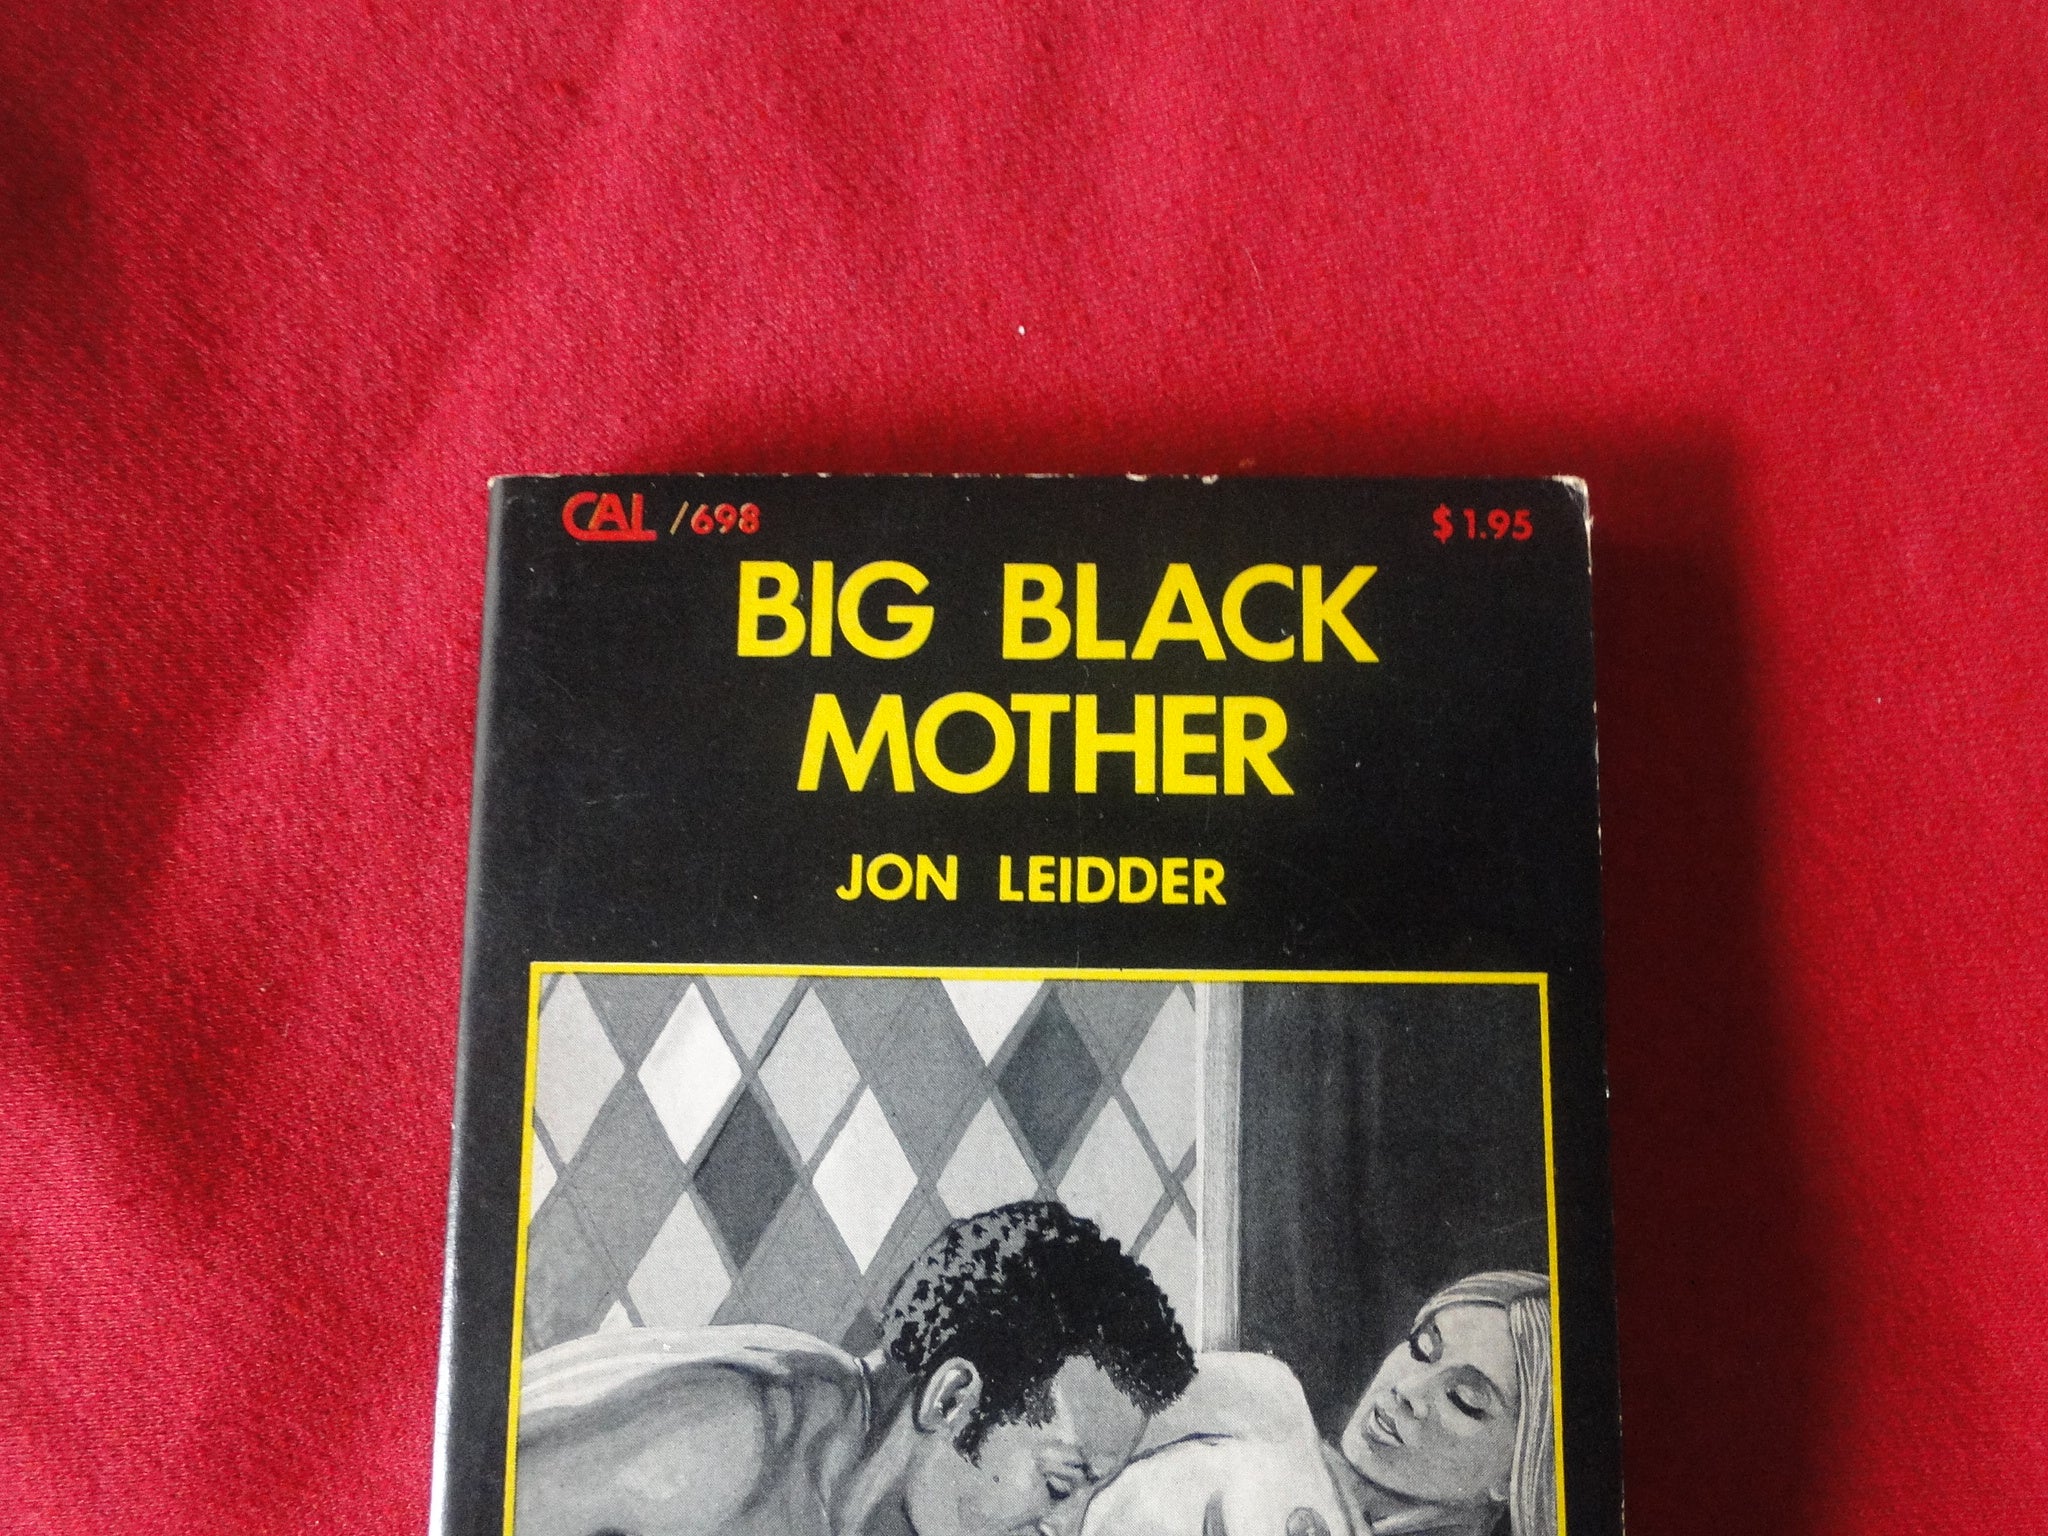 CAL /698 $1.95
BIG BLACK
MOTHER
JON LEIDDER